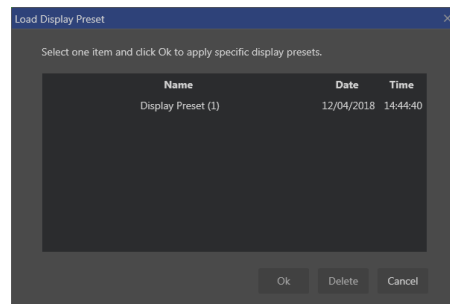 Load Display Preset
Select one item and click Ok to apply specific display presets.
Name Date Time
Display Preset (1) 12/04/2018 14:44:40
Ok Delete Cancel